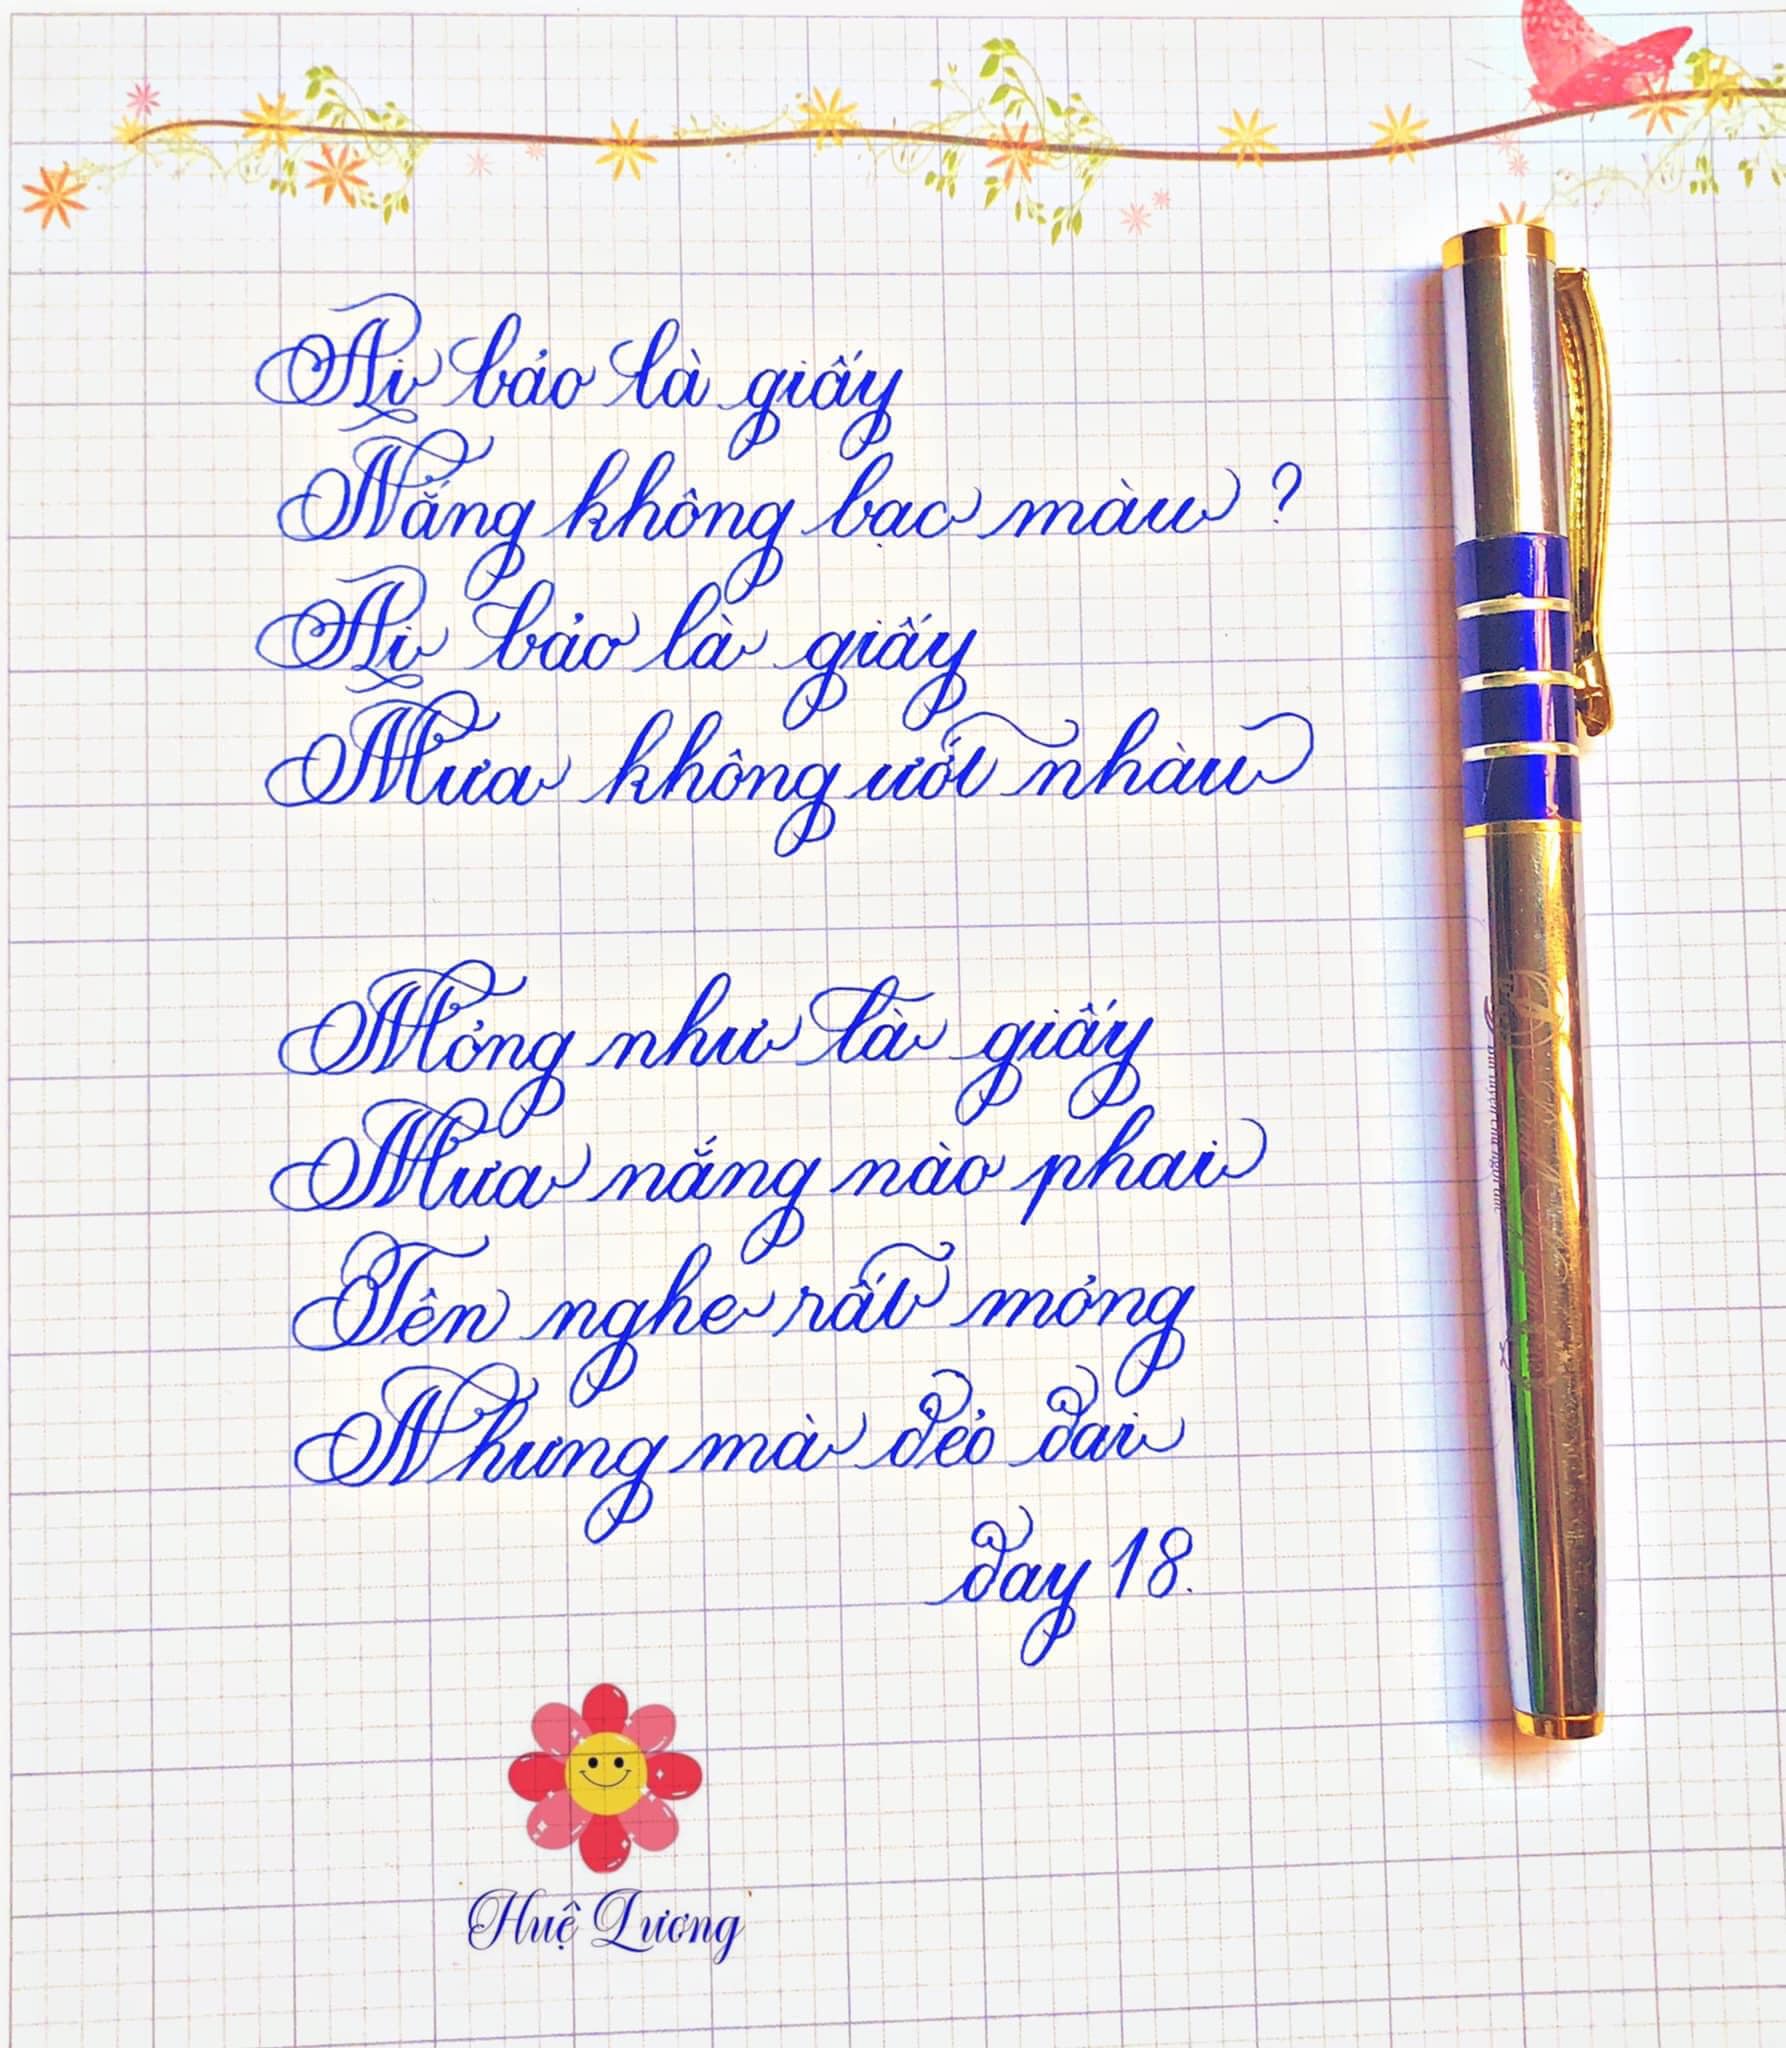 Ai bảo là giấy
Nắng không bạc màu ?
Ai bảo là giấy
Mưa không ướt nhàu
Mỏng như là giấy
Mưa nắng nào phai
Tên nghe rất mỏng
Nhưng mà dẻo dai
day 18.
Huệ Lương